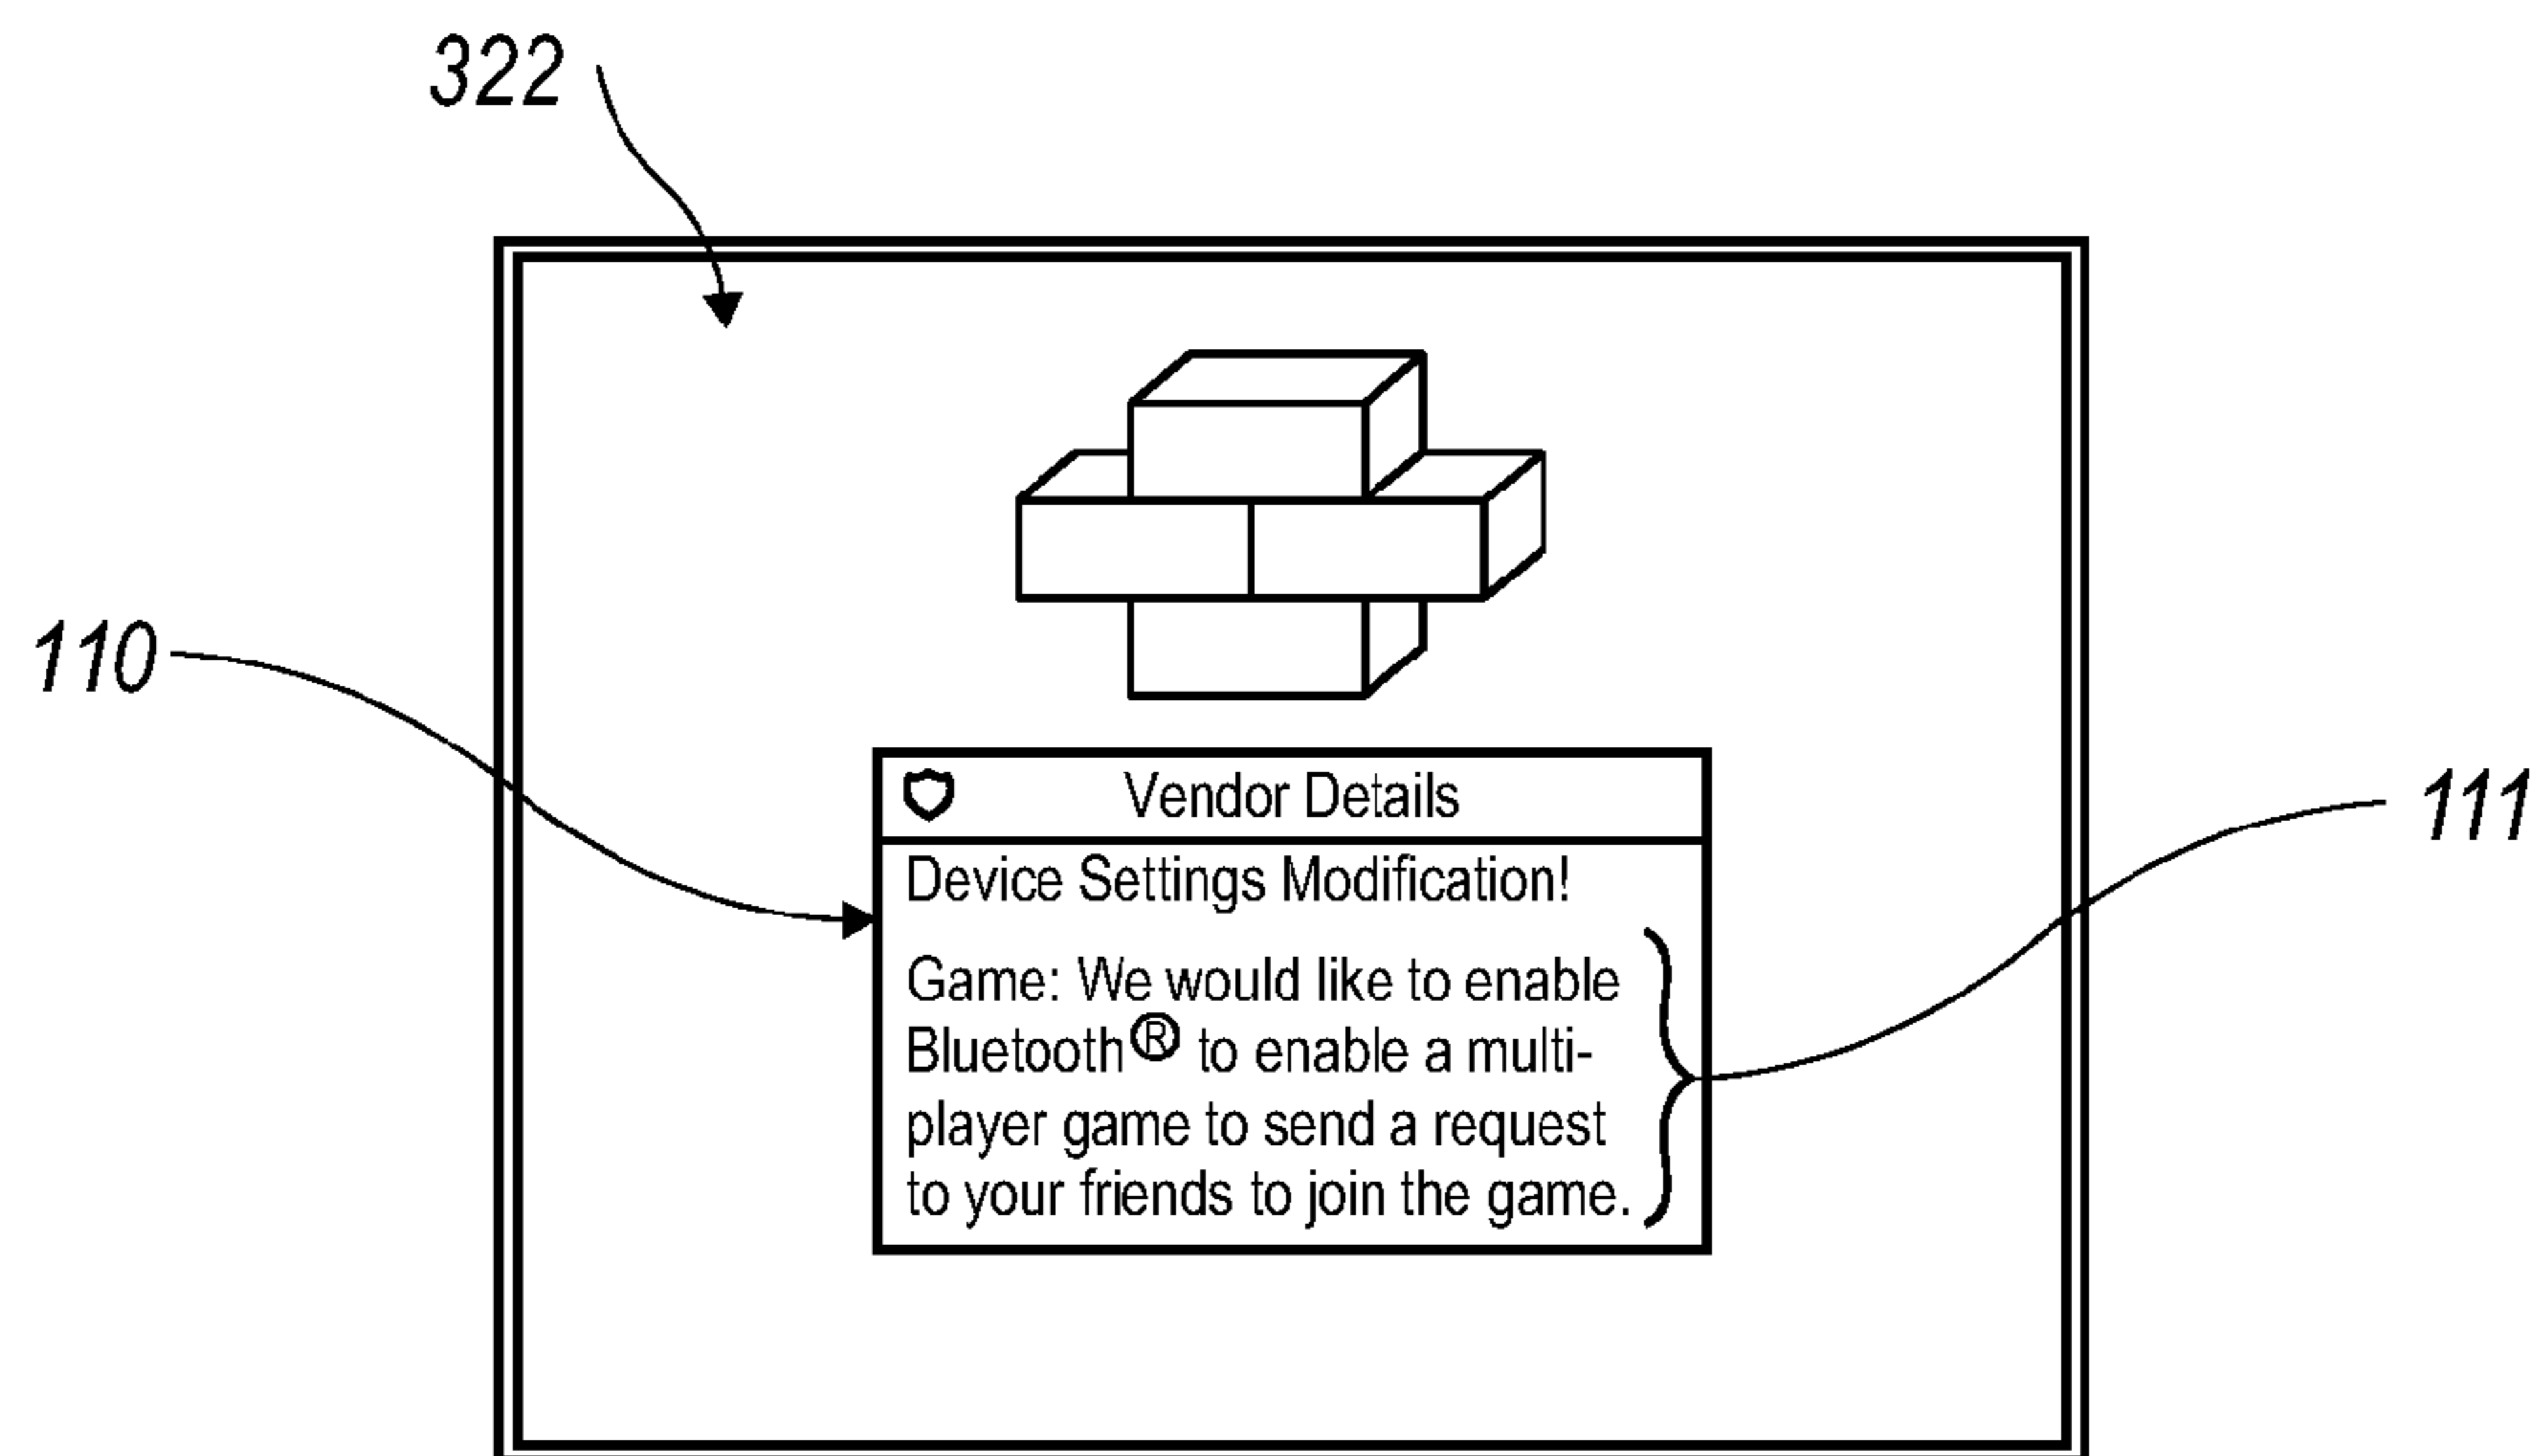 322
110
Vendor Details
Device Settings Modification!
Game: We would like to enable
Bluetooth® to enable a multi-
player game to send a request
to your friends to join the game.
111